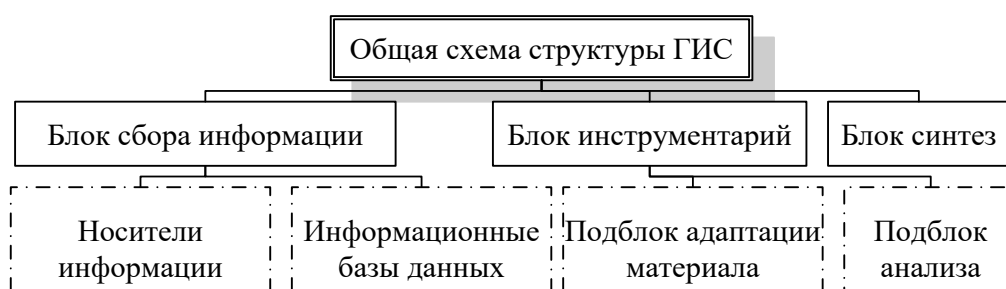 Общая схема структуры ГИС
Блок сбора информации
Блок инструментарий
Блок синтез
Носители
информации
Информационные
базы данных
Подблок адаптации
материала
Подблок
анализа